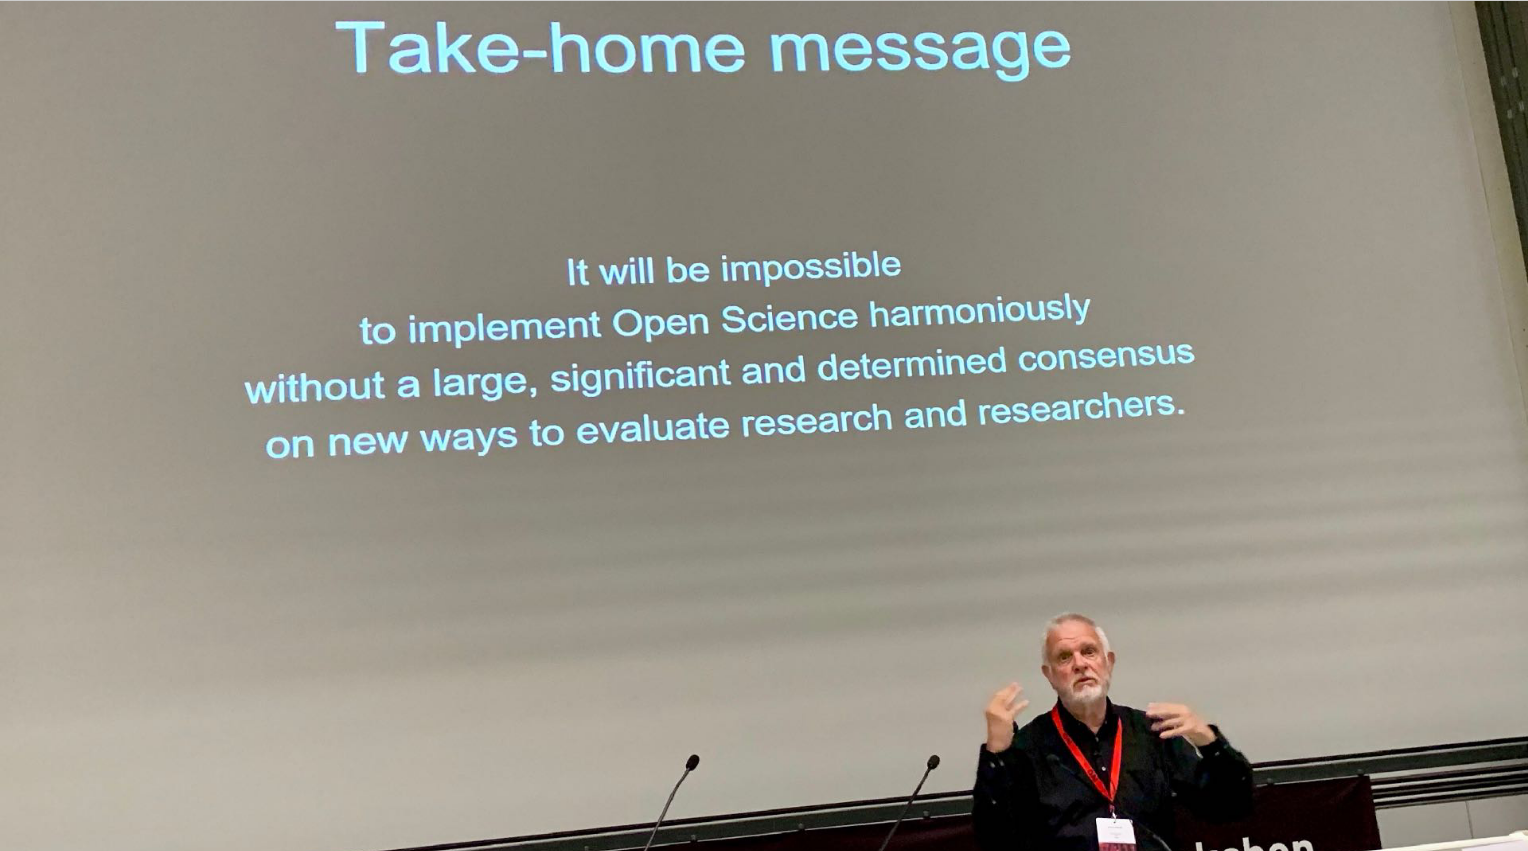 Take-home message
It will be impossible
to implement Open Science harmoniously
without a large, significant and determined consensus
on new ways to evaluate research and researchers.